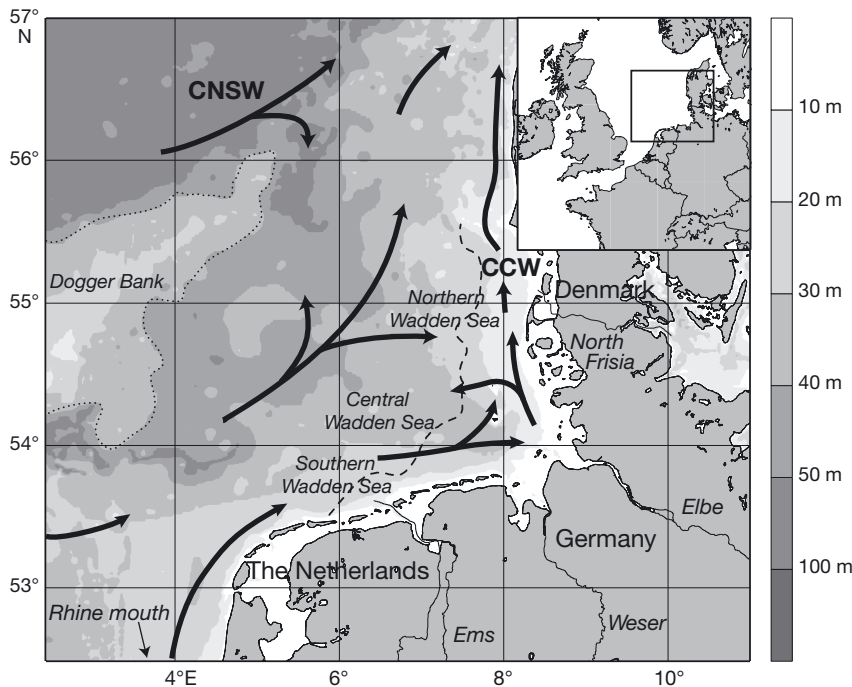 57°
N
CNSW
10 m
56°
20 m
Dogger Bank
CCW
30 m
55°
Northern
Wadden Sea
Denmark
North
Frisia
40 m
Central
Wadden Sea
54°
Southern
Wadden Sea
50 m
Elbe
Germany
53°
The Netherlands
100 m
Rhine mouth
Ems
Weser
4°E
6°
8°
10°